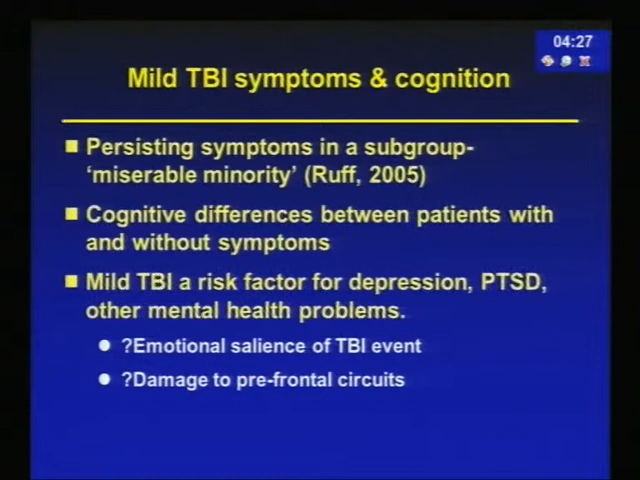 04:27
Mild TBI symptoms & cognition
Persisting symptoms in a subgroup-
‘miserable minority’ (Ruff, 2005)
Cognitive differences between patients with
and without symptoms
Mild TBI a risk factor for depression, PTSD,
other mental health problems.
?Emotional salience of TBI event
?Damage to pre-frontal circuits